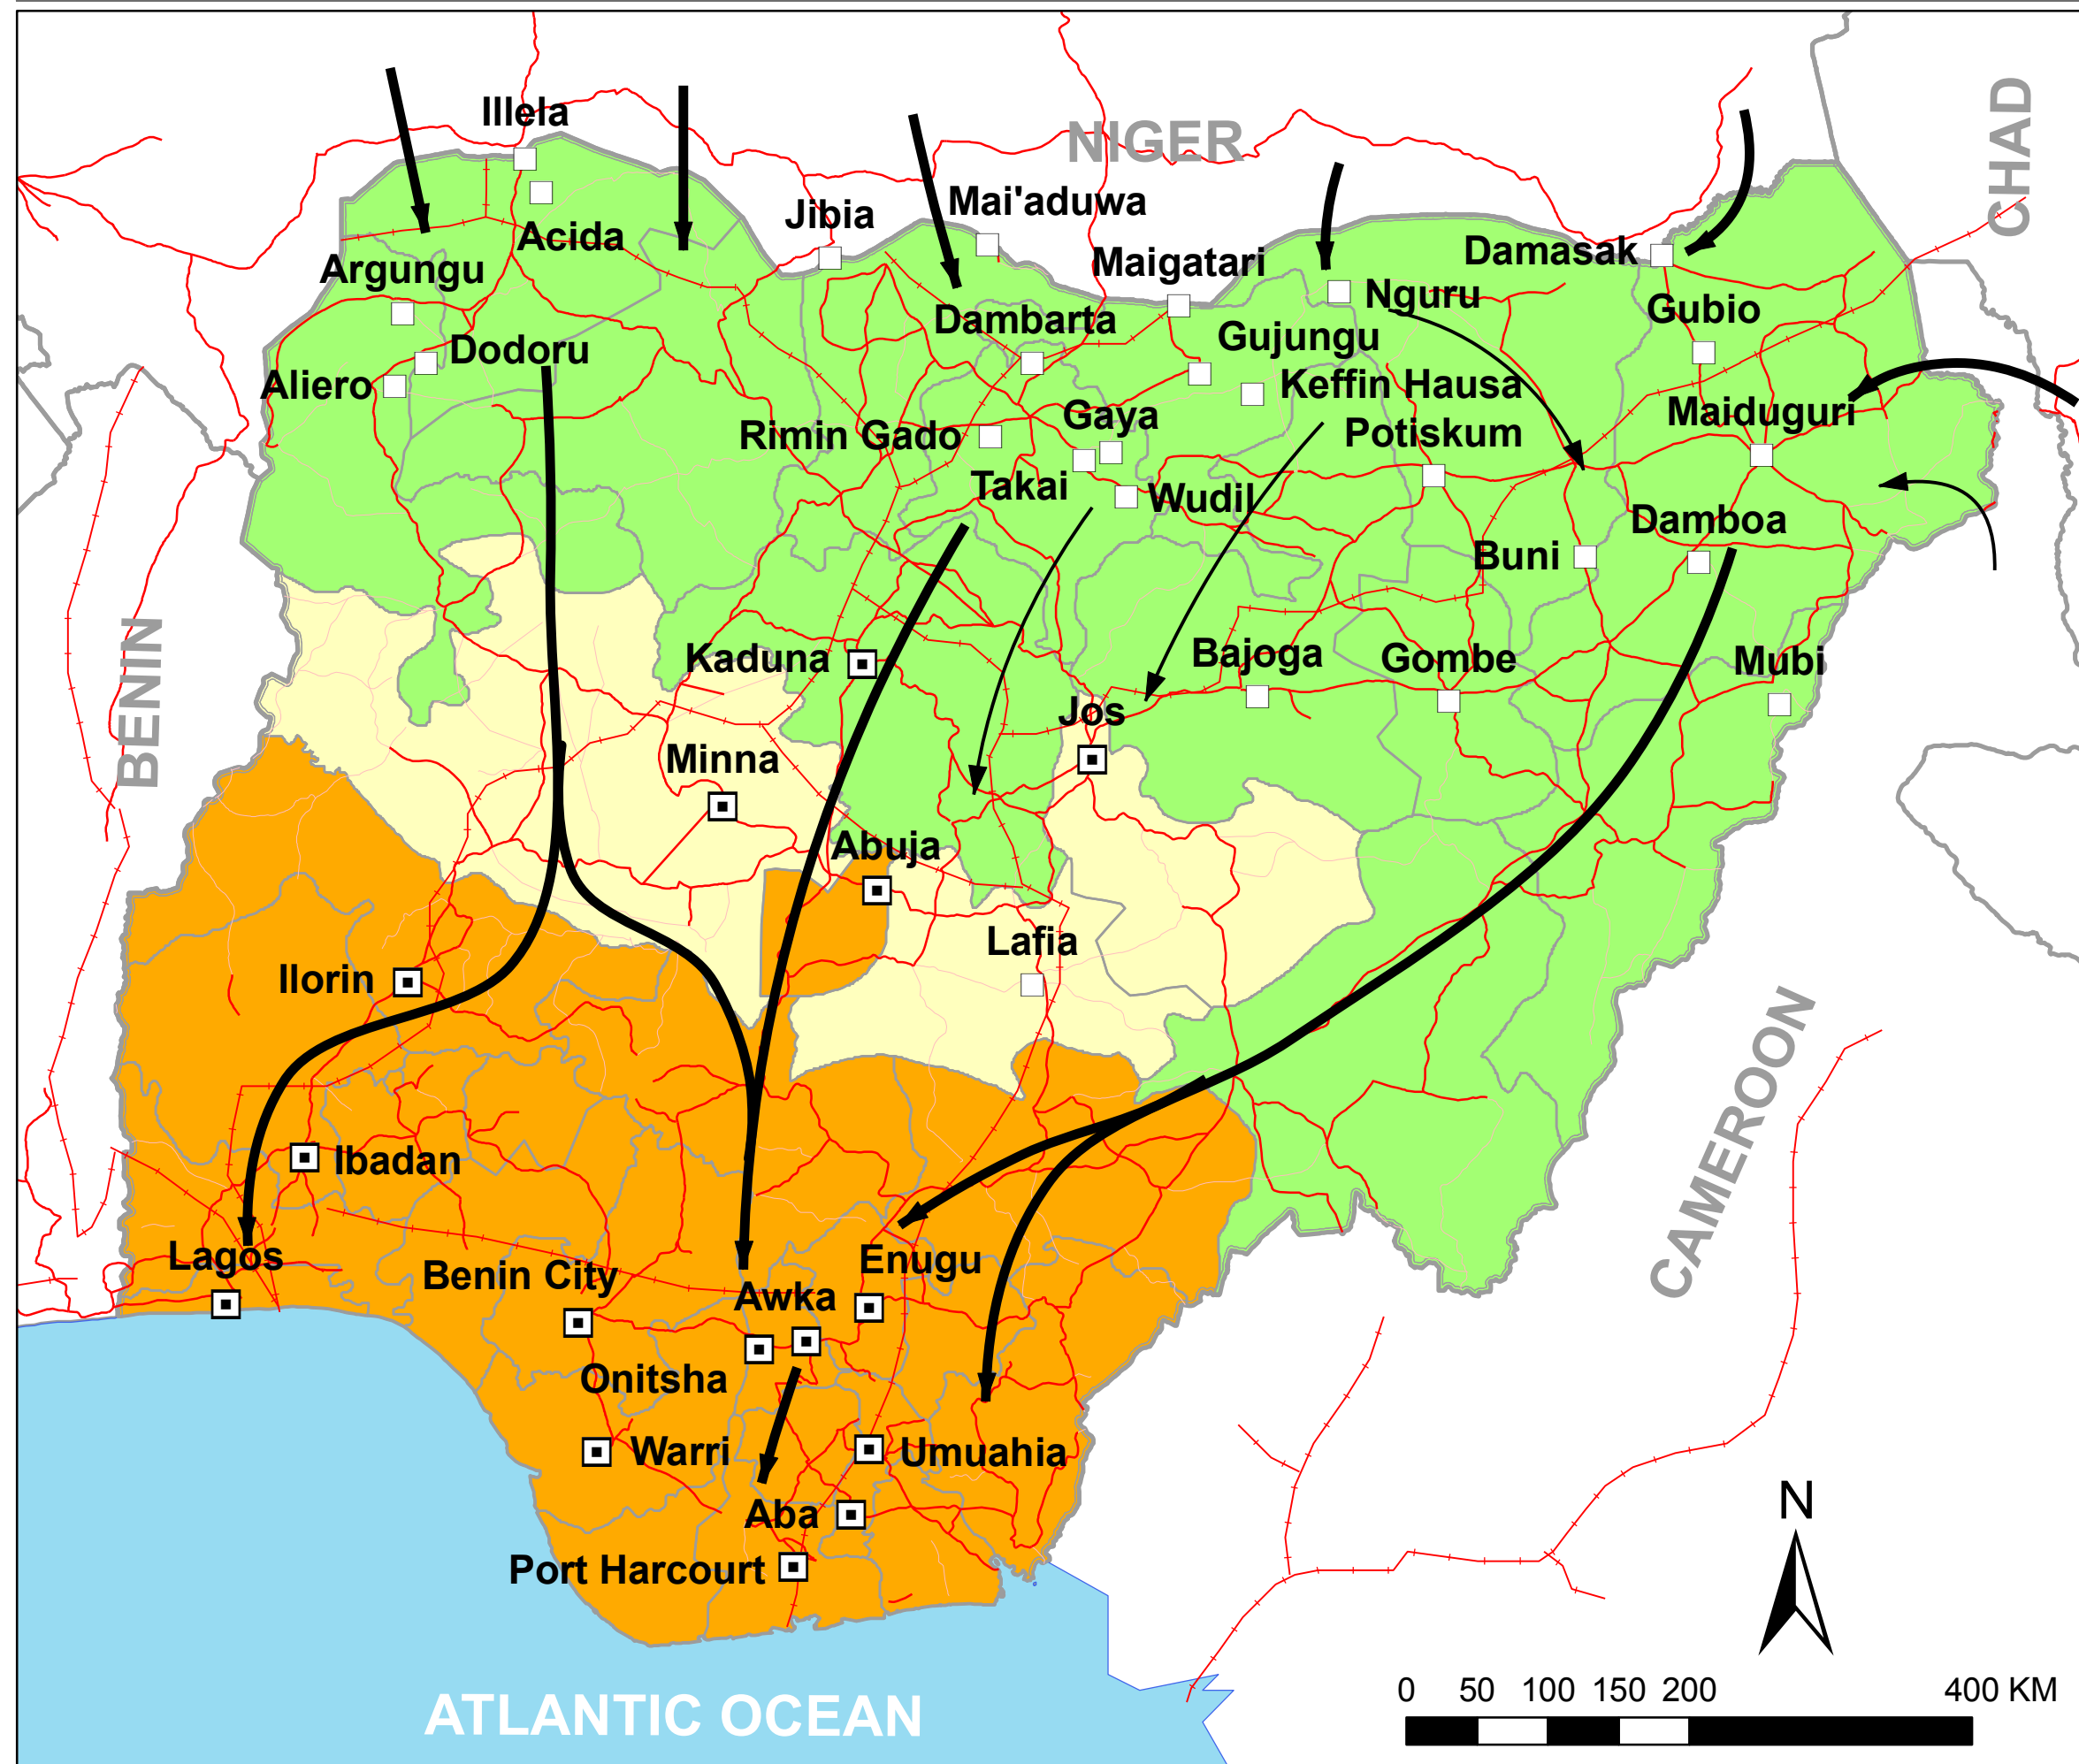 Illela
NIGER
CHAD
Mai'aduwa
Jibia
Acida
Damasak
Maigatari
Argungu
Nguru
Gubio
Dambarta
Gujungu
Dodoru
Aliero
Keffin Hausa
Gaya
Maiduguri
Rimin Gado
Potiskum
Takai
Wudil
Damboa
Buni
BENIN
Kaduna
Bajoga
Gombe
Mubi
Jos
Minna
Abuja
Lafia
Ilorin
CAMEROON
Ibadan
Lagos
Enugu
Benin City
Awka
Onitsha
Warri
Umuahia
Aba
N
Port Harcourt
0 50 100 150 200 400 KM
ATLANTIC OCEAN